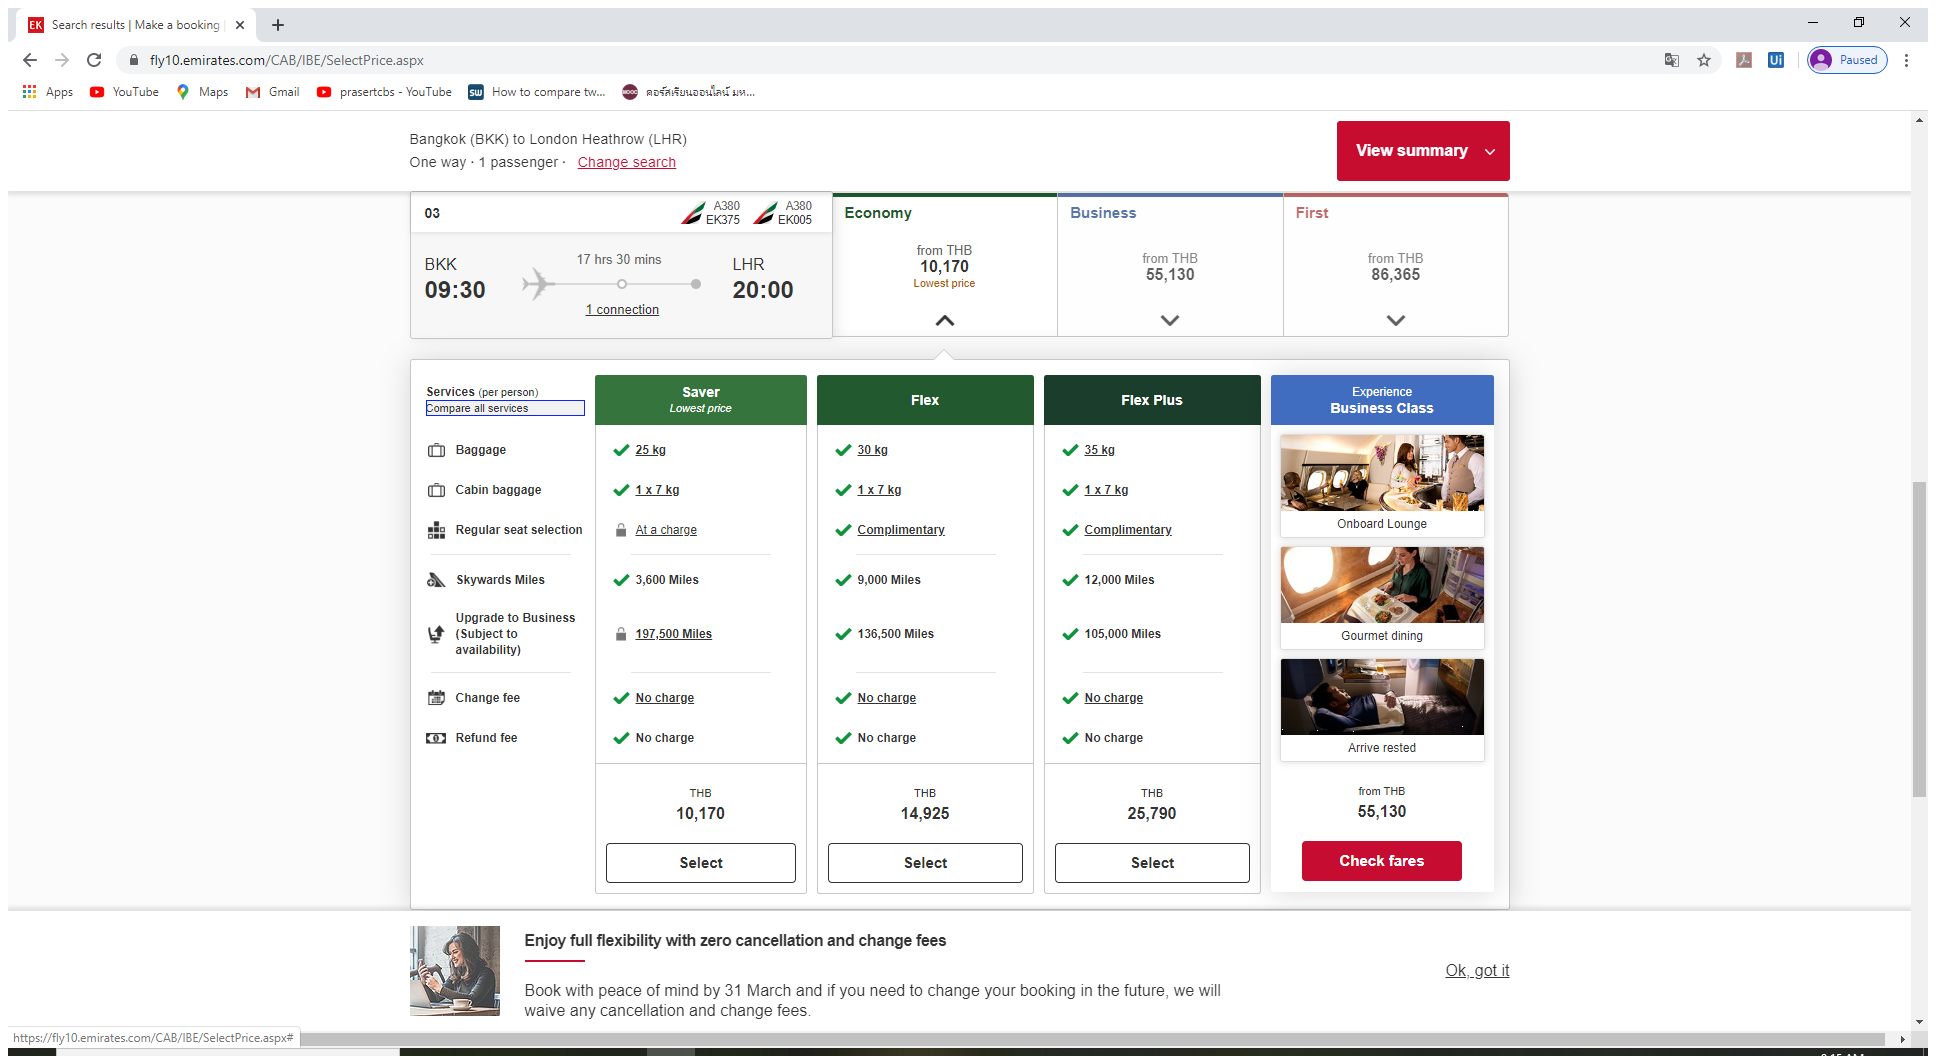 EK Search results | Make a booking
fly10.emirates.com/CAB/IBE/SelectPrice.aspx
Ui
Paused
Apps
YouTube
Maps
Gmail
prasertcbs - YouTube
SW
How to compare tw...
MOOC
คอร์สเรียนออนไลน์ มห...
Bangkok (BKK) to London Heathrow (LHR)
One way · 1 passenger · Change search
View summary
03
A380
EK375
A380
EK005
BKK
09:30
17 hrs 30 mins
1 connection
LHR
20:00
Economy
from THB
10,170
Lowest price
Business
from THB
55,130
First
from THB
86,365
Services (per person)
Compare all services
Saver
Lowest price
Flex
Flex Plus
Experience
Business Class
Baggage
25 kg
30 kg
35 kg
Cabin baggage
1 x 7 kg
1 x 7 kg
1 x 7 kg
Regular seat selection
At a charge
Complimentary
Complimentary
Onboard Lounge
Skywards Miles
3,600 Miles
9,000 Miles
12,000 Miles
Upgrade to Business
(Subject to
availability)
197,500 Miles
136,500 Miles
105,000 Miles
Gourmet dining
Change fee
No charge
No charge
No charge
Refund fee
No charge
No charge
No charge
Arrive rested
THB
10,170
THB
14,925
THB
25,790
from THB
55,130
Select
Select
Select
Check fares
Enjoy full flexibility with zero cancellation and change fees
Book with peace of mind by 31 March and if you need to change your booking in the future, we will
waive any cancellation and change fees.
Ok, got it
https://fly10.emirates.com/CAB/IBE/SelectPrice.aspx#